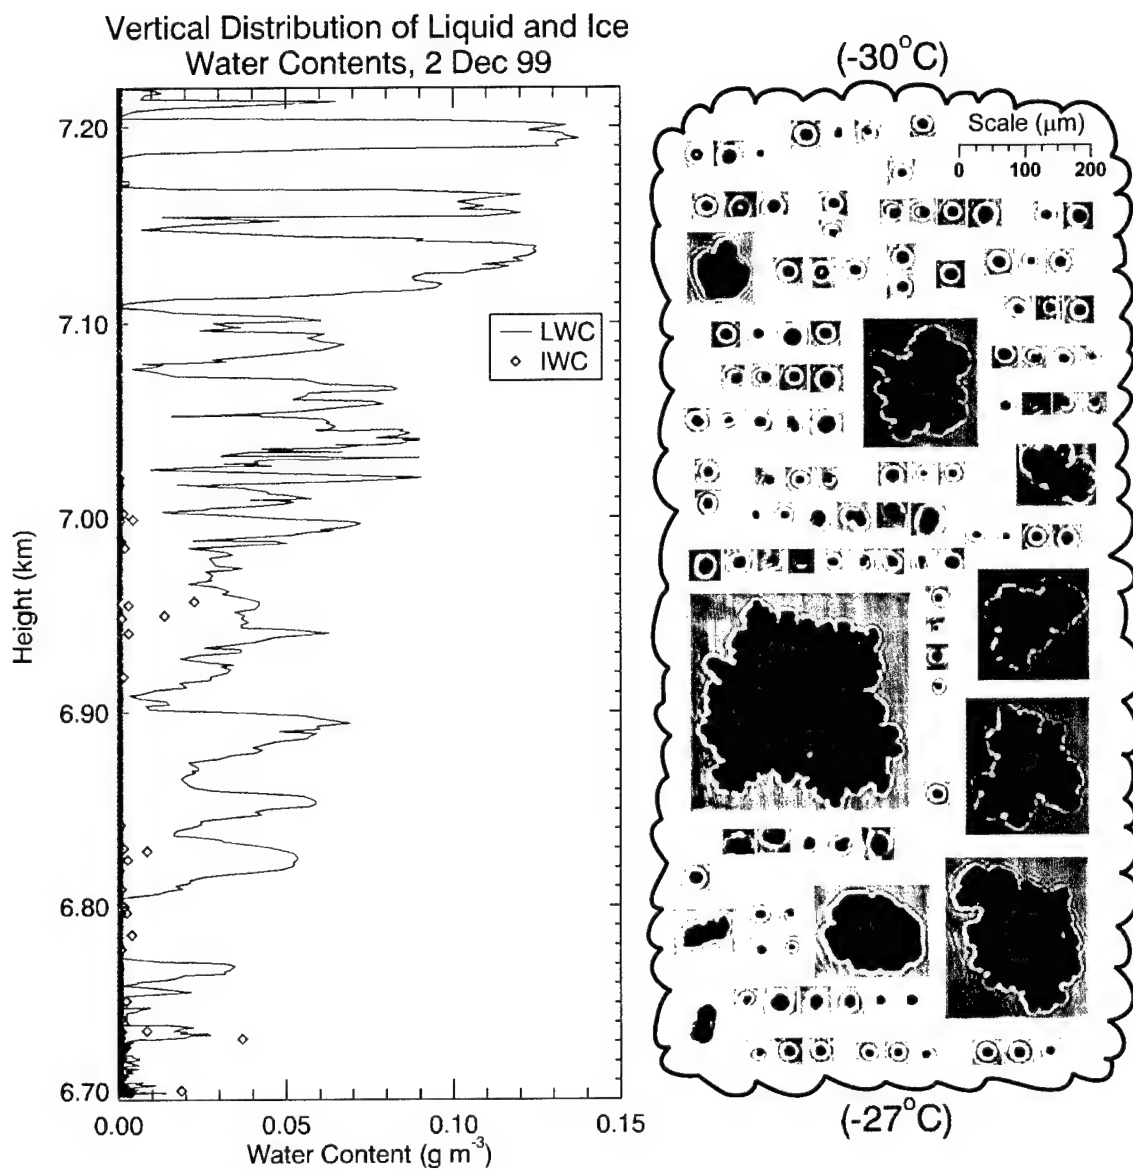 Vertical Distribution of Liquid and Ice
Water Contents, 2 Dec 99
(-30°C)
Scale (μm)
0 100 200
7.20
7.10
LWC
IWC
7.00
Height (km)
6.90
6.80
6.70
0.00 0.05 0.10 0.15
Water Content (g m⁻³)
(-27°C)